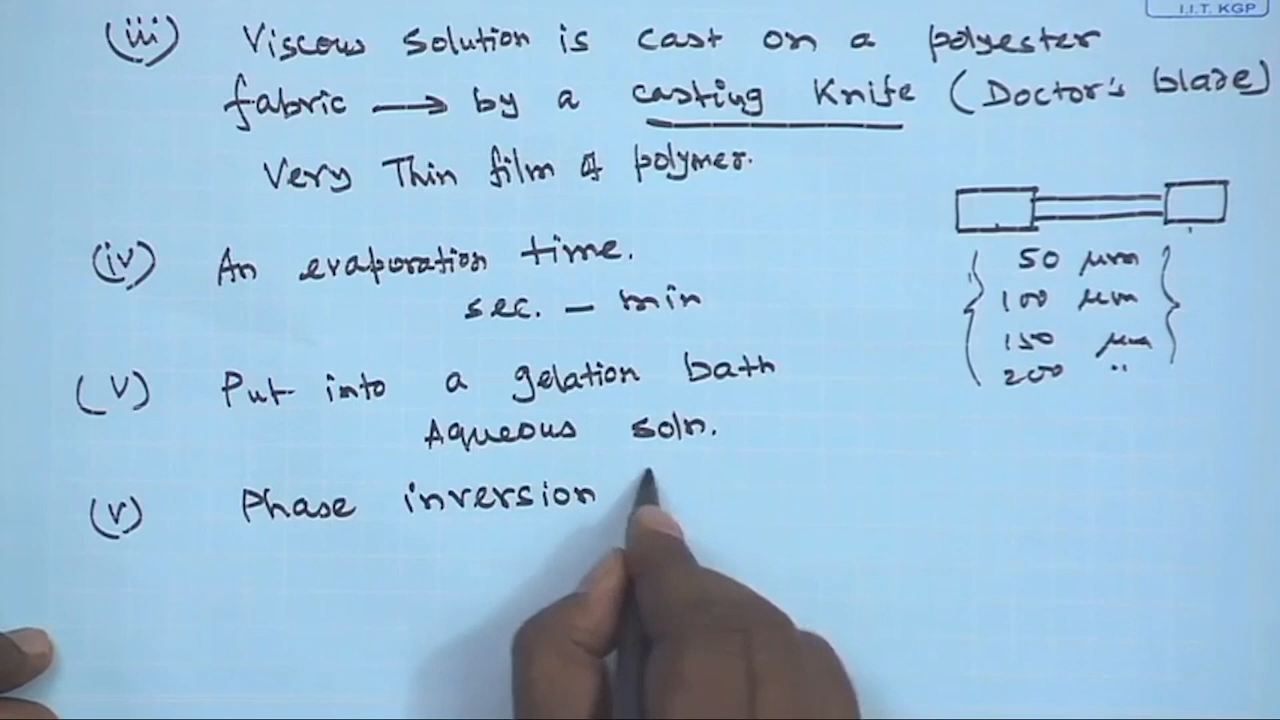 I.I.T. KGP
(iii) Viscous solution is cast on a polyester
fabric → by a casting Knife (Doctor's blade)
Very Thin film of polymer.
(iv) An evaporation time.
sec. – min
50 μm
100 μm
150 μm
200 "
(v) Put into a gelation bath
Aqueous soln.
(v) Phase inversion